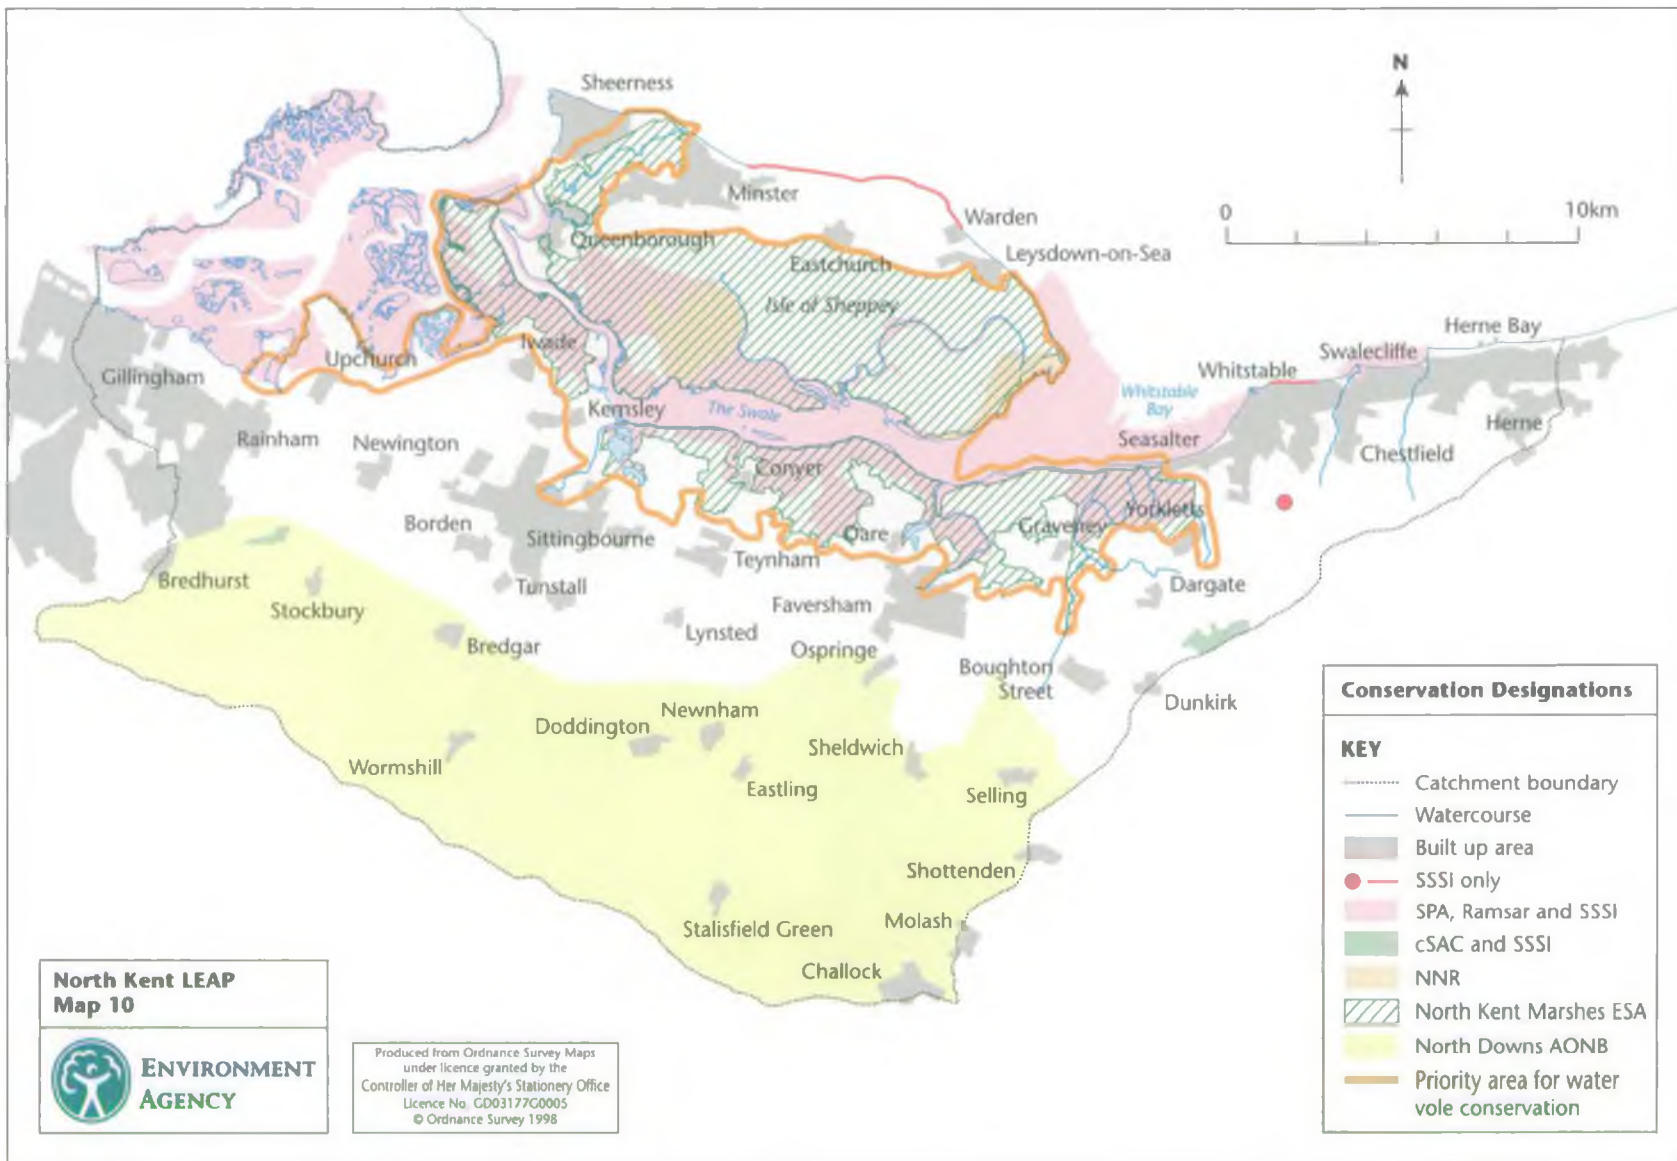 Sheerness
N
Minster
Warden
0
10km
Queenborough
Leysdown-on-Sea
Eastchurch
Isle of Sheppey
Herne Bay
Iwade
Swalecliffe
Upchurch
Whitstable
Gillingham
Whitstable
Bay
Kemsley
The Swale
Rainham
Newington
Seasalter
Herne
Chestfield
Conyer
Borden
Sittingbourne
Oare
Graveney
Yorkletts
Teynham
Bredhurst
Tunstall
Dargate
Stockbury
Faversham
Lynsted
Bredgar
Ospringe
Boughton
Street
Dunkirk
Newnham
Doddington
Sheldwich
Wormshill
Eastling
Selling
Shottenden
Stalisfield Green
Molash
Challock
Conservation Designations
KEY
Catchment boundary
Watercourse
Built up area
SSSI only
SPA, Ramsar and SSSI
cSAC and SSSI
NNR
North Kent Marshes ESA
North Downs AONB
Priority area for water
vole conservation
North Kent LEAP
Map 10
ENVIRONMENT
AGENCY
Produced from Ordnance Survey Maps
under licence granted by the
Controller of Her Majesty's Stationery Office
Licence No. GD03177G0005
© Ordnance Survey 1998